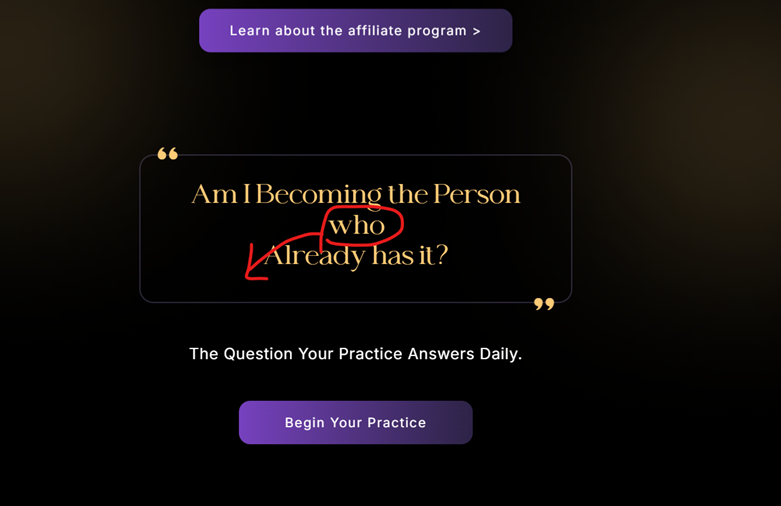 Learn about the affiliate program >
“
Am I Becoming the Person
who
Already has it?
”
The Question Your Practice Answers Daily.
Begin Your Practice